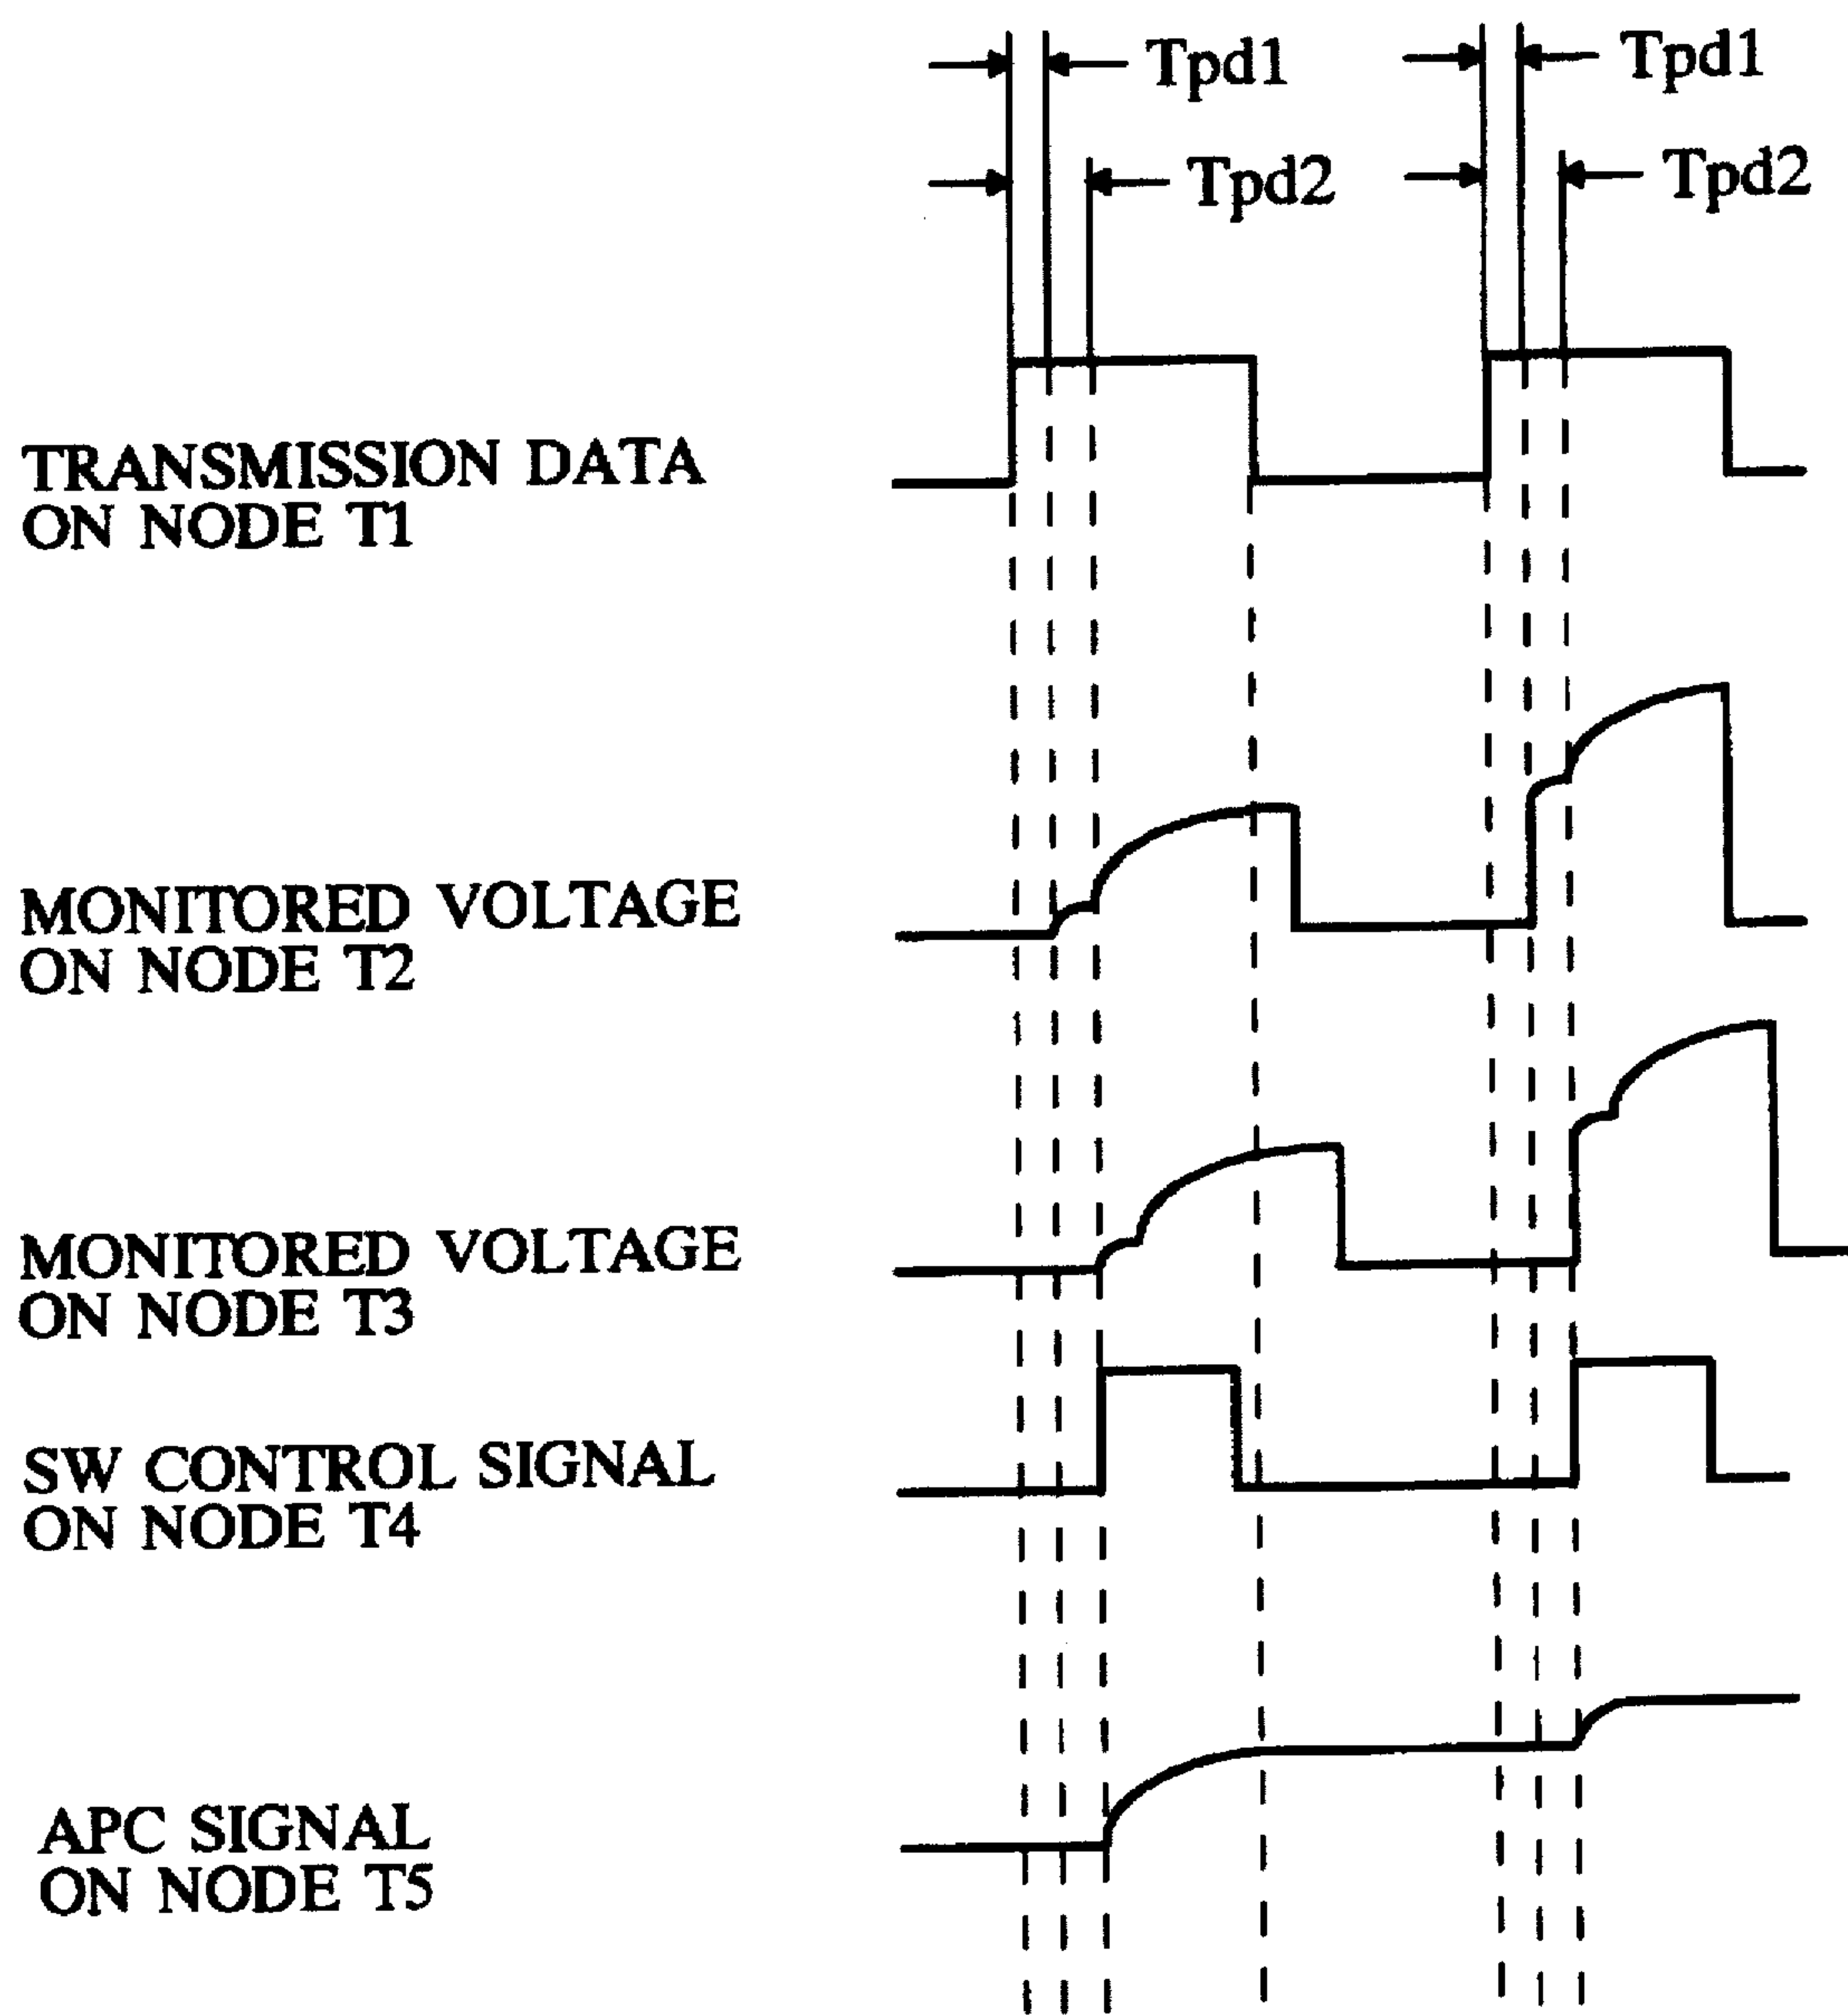 Tpd1
Tpd1
Tpd2
Tpd2
TRANSMISSION DATA
ON NODE T1
MONITORED VOLTAGE
ON NODE T2
MONITORED VOLTAGE
ON NODE T3
SW CONTROL SIGNAL
ON NODE T4
APC SIGNAL
ON NODE T5